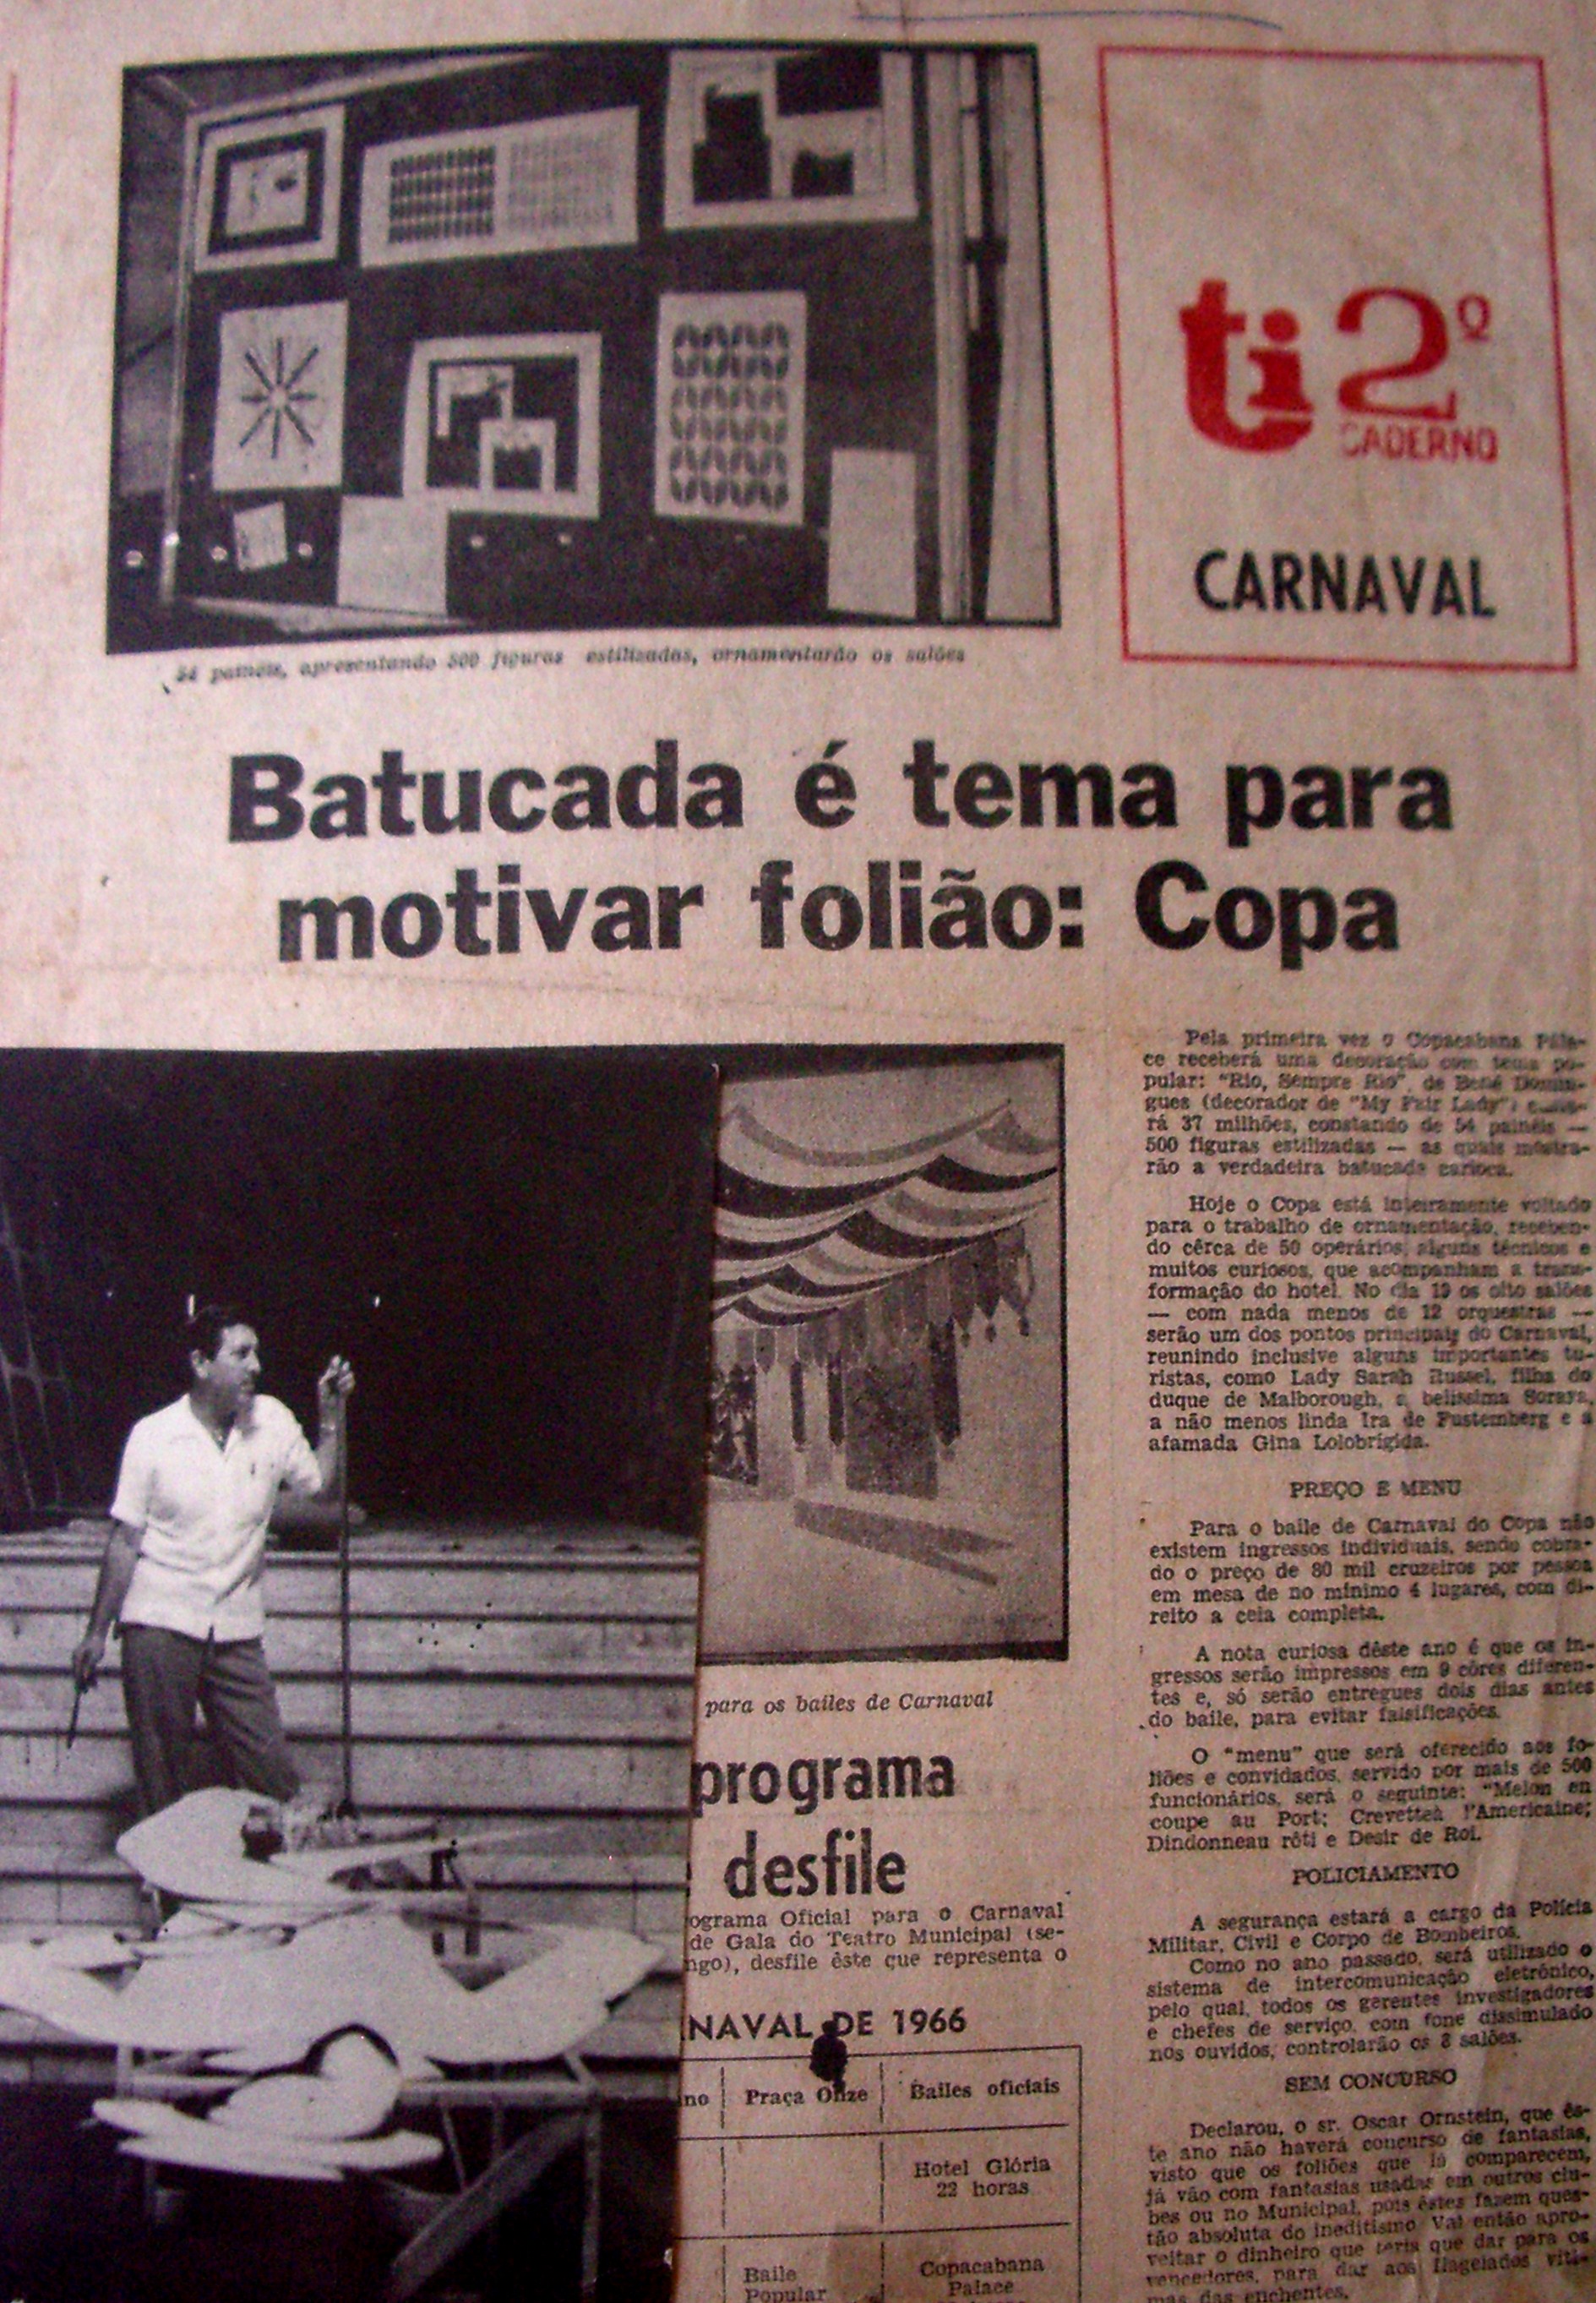 ti 2º
CADERNO
CARNAVAL
54 painéis, apresentando 500 figuras estilizadas, ornamentarão os salões
Batucada é tema para
motivar folião: Copa
Pela primeira vez o Copacabana Pála-
ce receberá uma decoração com tema po-
pular: "Rio, Sempre Rio", de Bené Domin-
gues (decorador de "My Fair Lady")
rá 37 milhões, constando de 54 painéis —
500 figuras estilizadas — as quais mostra-
rão a verdadeira batucada carioca.
Hoje o Copa está inteiramente voltado
para o trabalho de ornamentação, receben-
do cêrca de 50 operários, alguns técnicos e
muitos curiosos, que acompanham a trans-
formação do hotel. No dia 19 os oito salões
— com nada menos de 12 orquestras —
serão um dos pontos principais do Carnaval,
reunindo inclusive alguns importantes tu-
ristas, como Lady Sarah Russel, filha do
duque de Malborough, a belíssima Soraya,
a não menos linda Ira de Fustemberg e a
afamada Gina Lolobrigida.
PREÇO E MENU
Para o baile de Carnaval do Copa não
existem ingressos individuais, sendo cobra-
do o preço de 80 mil cruzeiros por pessoa
em mesa de no mínimo 4 lugares, com di-
reito a ceia completa.
A nota curiosa dêste ano é que os in-
gressos serão impressos em 9 côres diferen-
tes e, só serão entregues dois dias antes
do baile, para evitar falsificações.
O "menu" que será oferecido aos fo-
liões e convidados, servido por mais de 500
funcionários, será o seguinte: "Melon en
coupe au Port; Crevetteà l'Americaine;
Dindonneau rôti e Desir de Roi.
POLICIAMENTO
A segurança estará a cargo da Polícia
Militar, Civil e Corpo de Bombeiros.
Como no ano passado, será utilizado o
sistema de intercomunicação eletrônico,
pelo qual, todos os gerentes investigadores
e chefes de serviço, com fone dissimulado
nos ouvidos, controlarão os 8 salões.
SEM CONCURSO
Declarou, o sr. Oscar Ornstein, que ês-
te ano não haverá concurso de fantasias,
visto que os foliões que lá comparecem,
já vão com fantasias usadas em outros clu-
bes ou no Municipal, pois êstes fazem ques-
tão absoluta do ineditismo. Vai então apro-
veitar o dinheiro que teria que dar para os
vencedores, para dar aos flagelados víti-
mas das enchentes.
para os bailes de Carnaval
programa
desfile
ograma Oficial para o Carnaval
de Gala do Teatro Municipal (se-
ngo), desfile êste que representa o
NAVAL DE 1966
no Praça Onze Bailes oficiais
Hotel Glória
22 horas
Baile Copacabana
Popular Palace